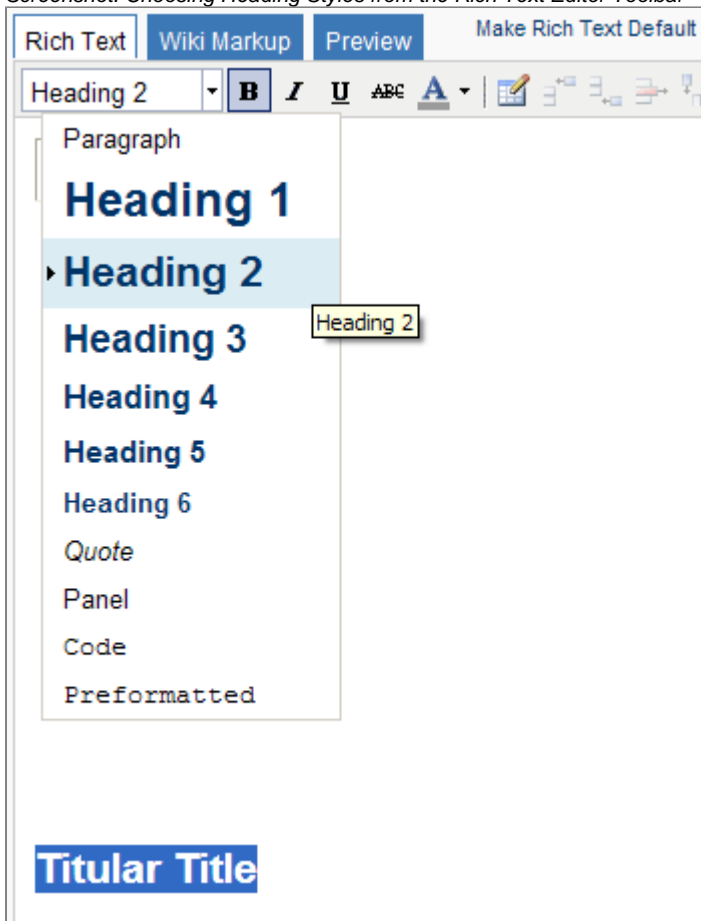 Screenshot: Choosing Heading Styles from the Rich Text Editor Toolbar
Rich Text Wiki Markup Preview Make Rich Text Default
Heading 2 B I U ABC A
Paragraph
Heading 1
Heading 2
Heading 2
Heading 3
Heading 4
Heading 5
Heading 6
Quote
Panel
Code
Preformatted
Titular Title